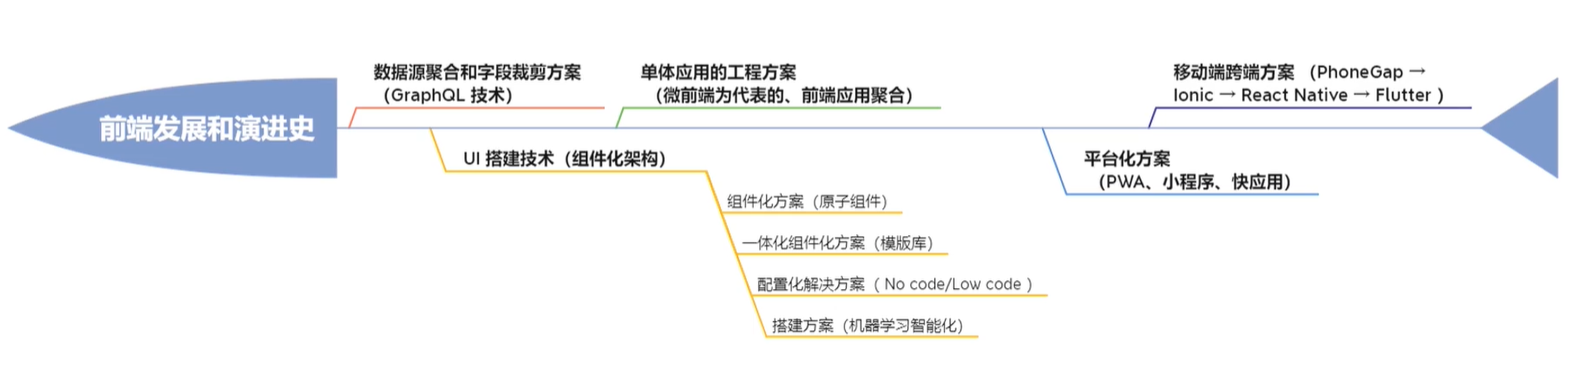 前端发展和演进史
数据源聚合和字段裁剪方案
（GraphQL 技术）
UI 搭建技术（组件化架构）
组件化方案（原子组件）
一体化组件化方案（模版库）
配置化解决方案（ No code/Low code ）
搭建方案（机器学习智能化）
单体应用的工程方案
（微前端为代表的、前端应用聚合）
平台化方案
（PWA、小程序、快应用）
移动端跨端方案 （PhoneGap →
Ionic → React Native → Flutter ）